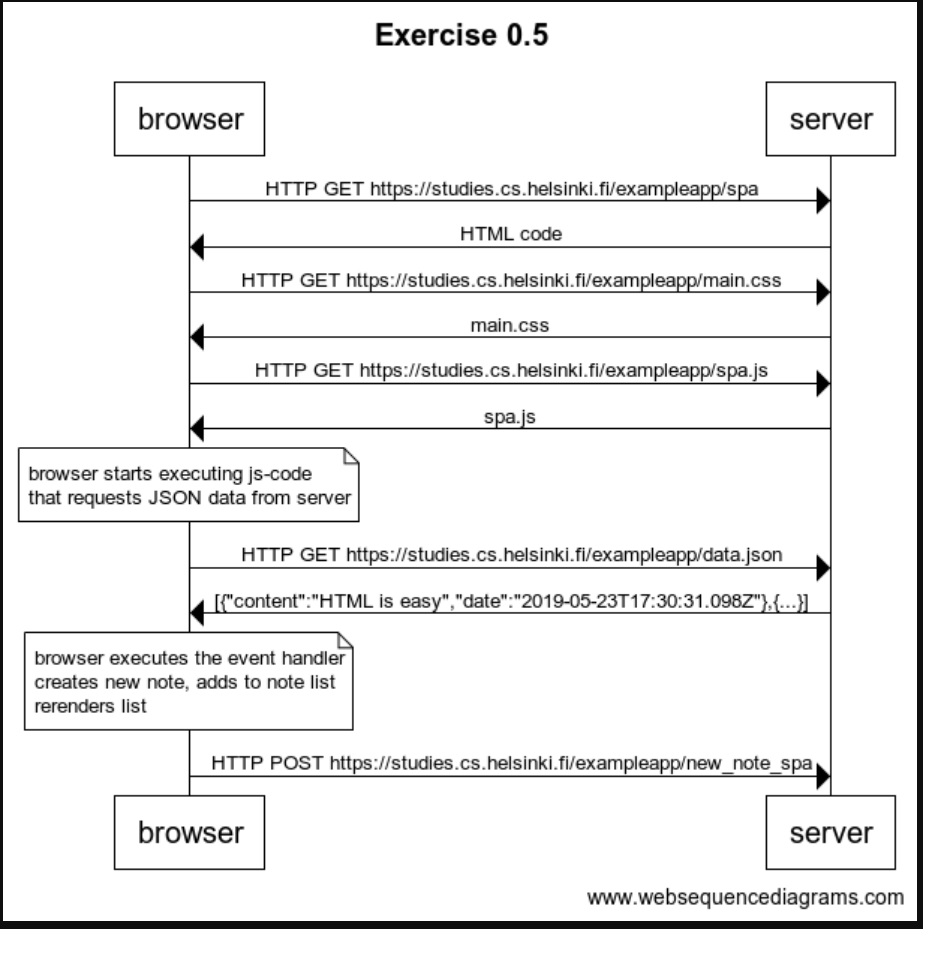 Exercise 0.5
browser
server
HTTP GET https://studies.cs.helsinki.fi/exampleapp/spa
HTML code
HTTP GET https://studies.cs.helsinki.fi/exampleapp/main.css
main.css
HTTP GET https://studies.cs.helsinki.fi/exampleapp/spa.js
spa.js
browser starts executing js-code
that requests JSON data from server
HTTP GET https://studies.cs.helsinki.fi/exampleapp/data.json
[{"content":"HTML is easy","date":"2019-05-23T17:30:31.098Z"},{...}]
browser executes the event handler
creates new note, adds to note list
rerenders list
HTTP POST https://studies.cs.helsinki.fi/exampleapp/new_note_spa
browser
server
www.websequencediagrams.com